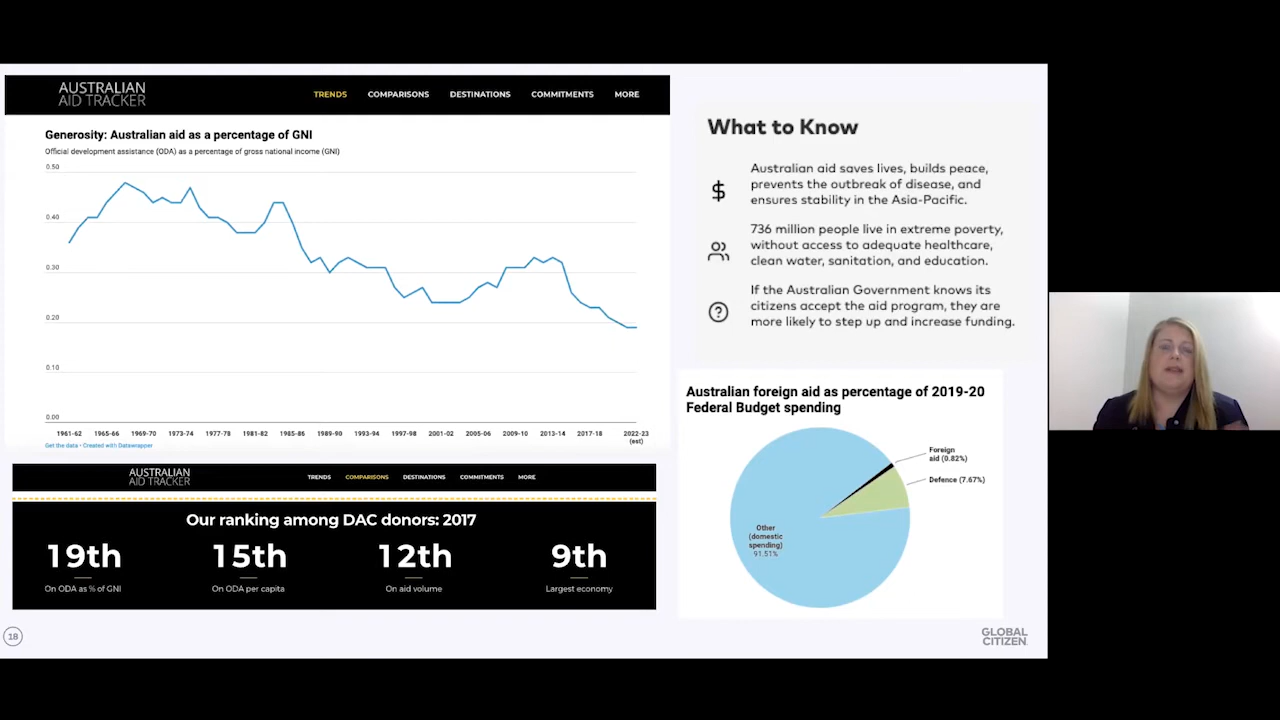 AUSTRALIAN
AID TRACKER
TRENDS COMPARISONS DESTINATIONS COMMITMENTS MORE
Generosity: Australian aid as a percentage of GNI
Official development assistance (ODA) as a percentage of gross national income (GNI)
0.50
0.40
0.30
0.20
0.10
0.00
1961-62 1965-66 1969-70 1973-74 1977-78 1981-82 1985-86 1989-90 1993-94 1997-98 2001-02 2005-06 2009-10 2013-14 2017-18 2022-23
(est)
Get the data • Created with Datawrapper
What to Know
$
Australian aid saves lives, builds peace,
prevents the outbreak of disease, and
ensures stability in the Asia-Pacific.
736 million people live in extreme poverty,
without access to adequate healthcare,
clean water, sanitation, and education.
?
If the Australian Government knows its
citizens accept the aid program, they are
more likely to step up and increase funding.
Australian foreign aid as percentage of 2019-20
Federal Budget spending
Foreign
aid (0.82%)
Defence (7.67%)
Other
(domestic
spending)
91.51%
AUSTRALIAN
AID TRACKER
TRENDS COMPARISONS DESTINATIONS COMMITMENTS MORE
Our ranking among DAC donors: 2017
19th 15th 12th 9th
On ODA as % of GNI On ODA per capita On aid volume Largest economy
18
GLOBAL
CITIZEN